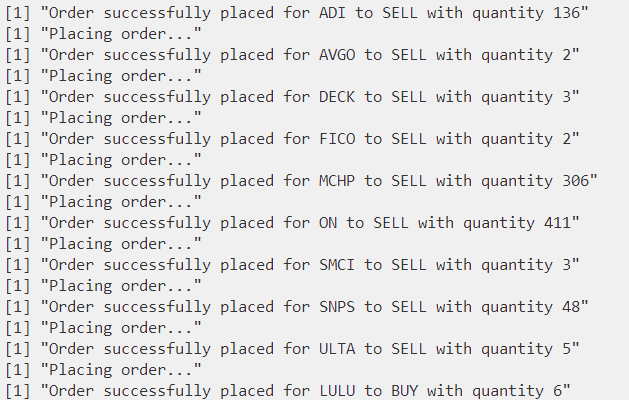 [1] "Order successfully placed for ADI to SELL with quantity 136"
[1] "Placing order..."
[1] "Order successfully placed for AVGO to SELL with quantity 2"
[1] "Placing order..."
[1] "Order successfully placed for DECK to SELL with quantity 3"
[1] "Placing order..."
[1] "Order successfully placed for FICO to SELL with quantity 2"
[1] "Placing order..."
[1] "Order successfully placed for MCHP to SELL with quantity 306"
[1] "Placing order..."
[1] "Order successfully placed for ON to SELL with quantity 411"
[1] "Placing order..."
[1] "Order successfully placed for SMCI to SELL with quantity 3"
[1] "Placing order..."
[1] "Order successfully placed for SNPS to SELL with quantity 48"
[1] "Placing order..."
[1] "Order successfully placed for ULTA to SELL with quantity 5"
[1] "Placing order..."
[1] "Order successfully placed for LULU to BUY with quantity 6"